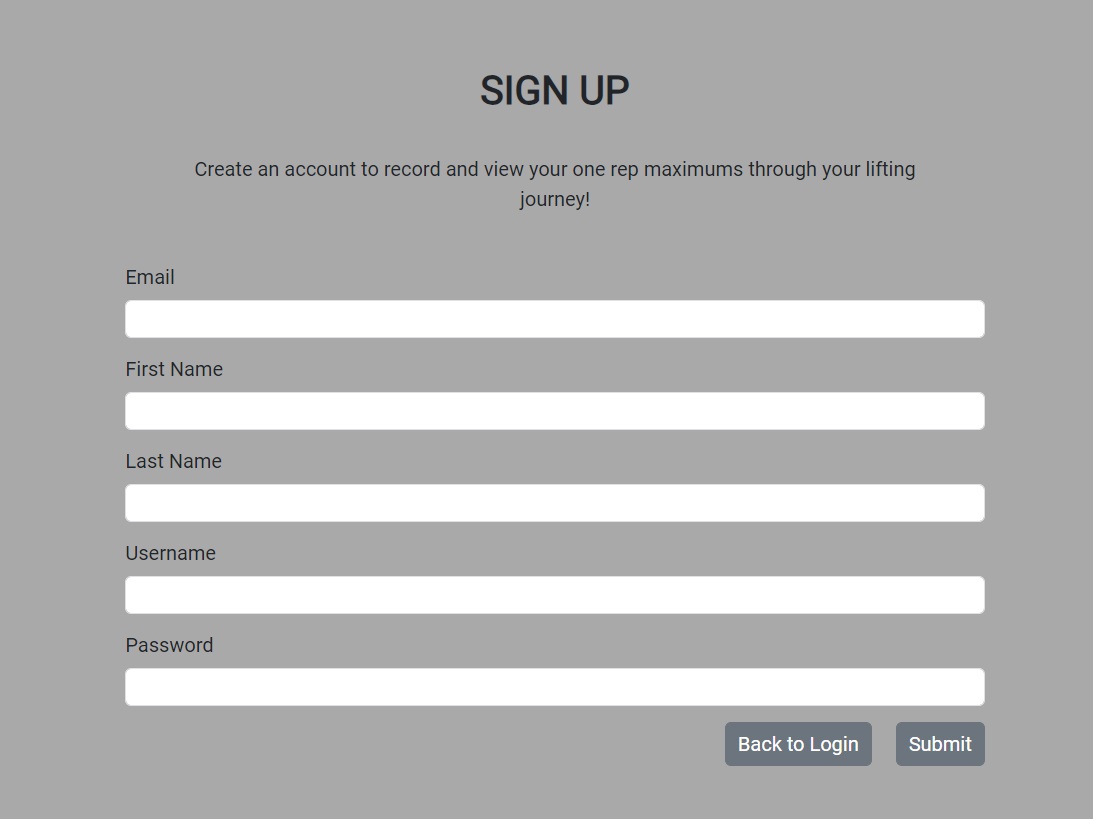 SIGN UP
Create an account to record and view your one rep maximums through your lifting
journey!
Email
First Name
Last Name
Username
Password
Back to Login
Submit